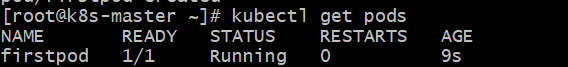 [root@k8s-master ~]# kubectl get pods
NAME READY STATUS RESTARTS AGE
firstpod 1/1 Running 0 9s